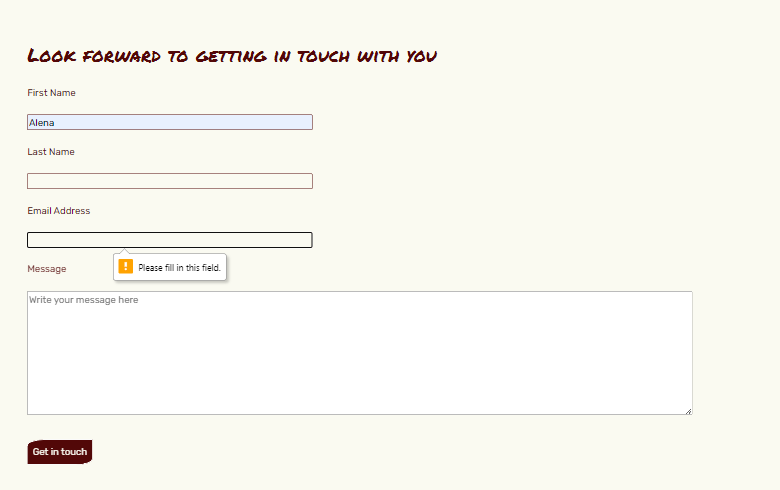 Look forward to getting in touch with you
First Name
Alena
Last Name
Email Address
Please fill in this field.
Message
Write your message here
Get in touch